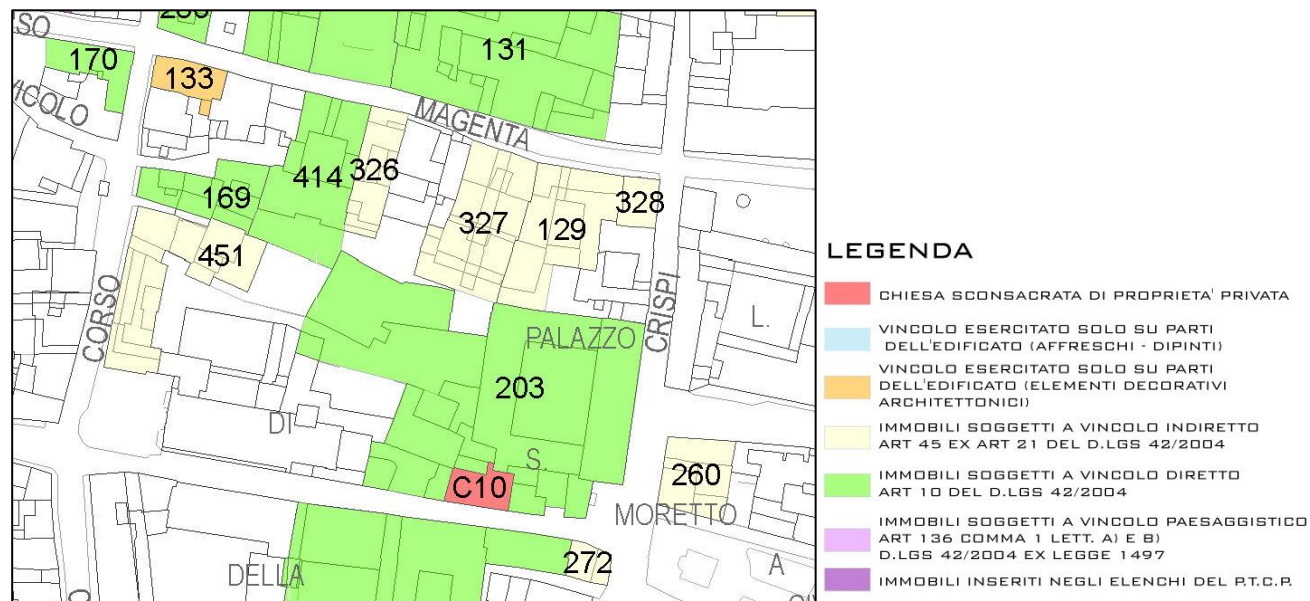 SO
170
VICOLO
133
131
MAGENTA
414
326
169
327
129
328
451
CORSO
CRISPI
L.
PALAZZO
203
DI
S.
C10
260
MORETTO
272
DELLA
A
LEGENDA
CHIESA SCONSACRATA DI PROPRIETA' PRIVATA
VINCOLO ESERCITATO SOLO SU PARTI
DELL'EDIFICATO (AFFRESCHI - DIPINTI)
VINCOLO ESERCITATO SOLO SU PARTI
DELL'EDIFICATO (ELEMENTI DECORATIVI
ARCHITETTONICI)
IMMOBILI SOGGETTI A VINCOLO INDIRETTO
ART 45 EX ART 21 DEL D.LGS 42/2004
IMMOBILI SOGGETTI A VINCOLO DIRETTO
ART 10 DEL D.LGS 42/2004
IMMOBILI SOGGETTI A VINCOLO PAESAGGISTICO
ART 136 COMMA 1 LETT. A) E B)
D.LGS 42/2004 EX LEGGE 1497
IMMOBILI INSERITI NEGLI ELENCHI DEL P.T.C.P.